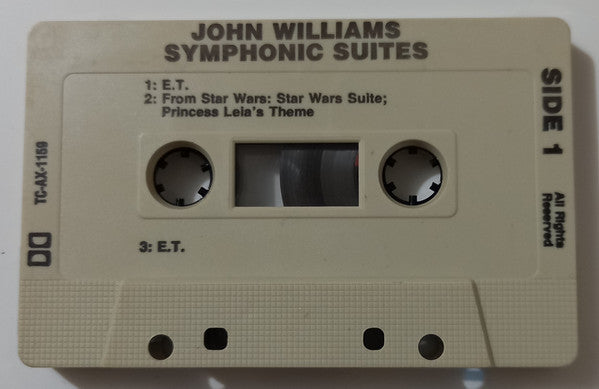 JOHN WILLIAMS
SYMPHONIC SUITES
1: E.T.
2: From Star Wars: Star Wars Suite;
Princess Leia's Theme
SIDE 1
TC-AX-1159
All Rights
Reserved
3: E.T.